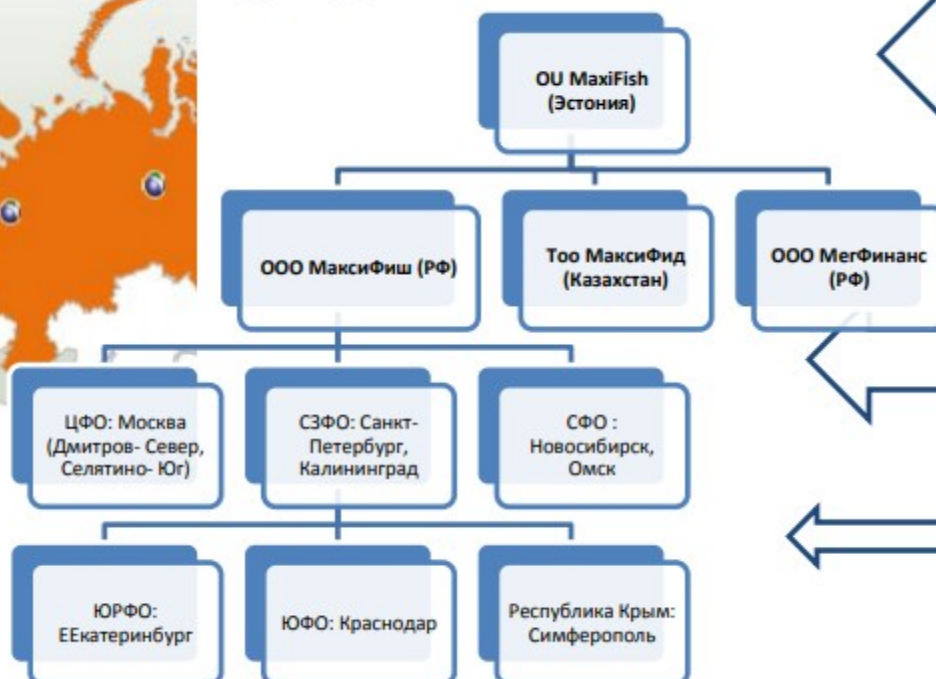 OU MaxiFish
(Эстония)
ООО МаксиФиш (РФ)
Тоо МаксиФид
(Казахстан)
ООО МегФинанс
(РФ)
ЦФО: Москва
(Дмитров- Север,
Селятино- Юг)
СЗФО: Санкт-
Петербург,
Калининград
СФО :
Новосибирск,
Омск
ЮРФО:
ЕЕкатеринбург
ЮФО: Краснодар
Республика Крым:
Симферополь